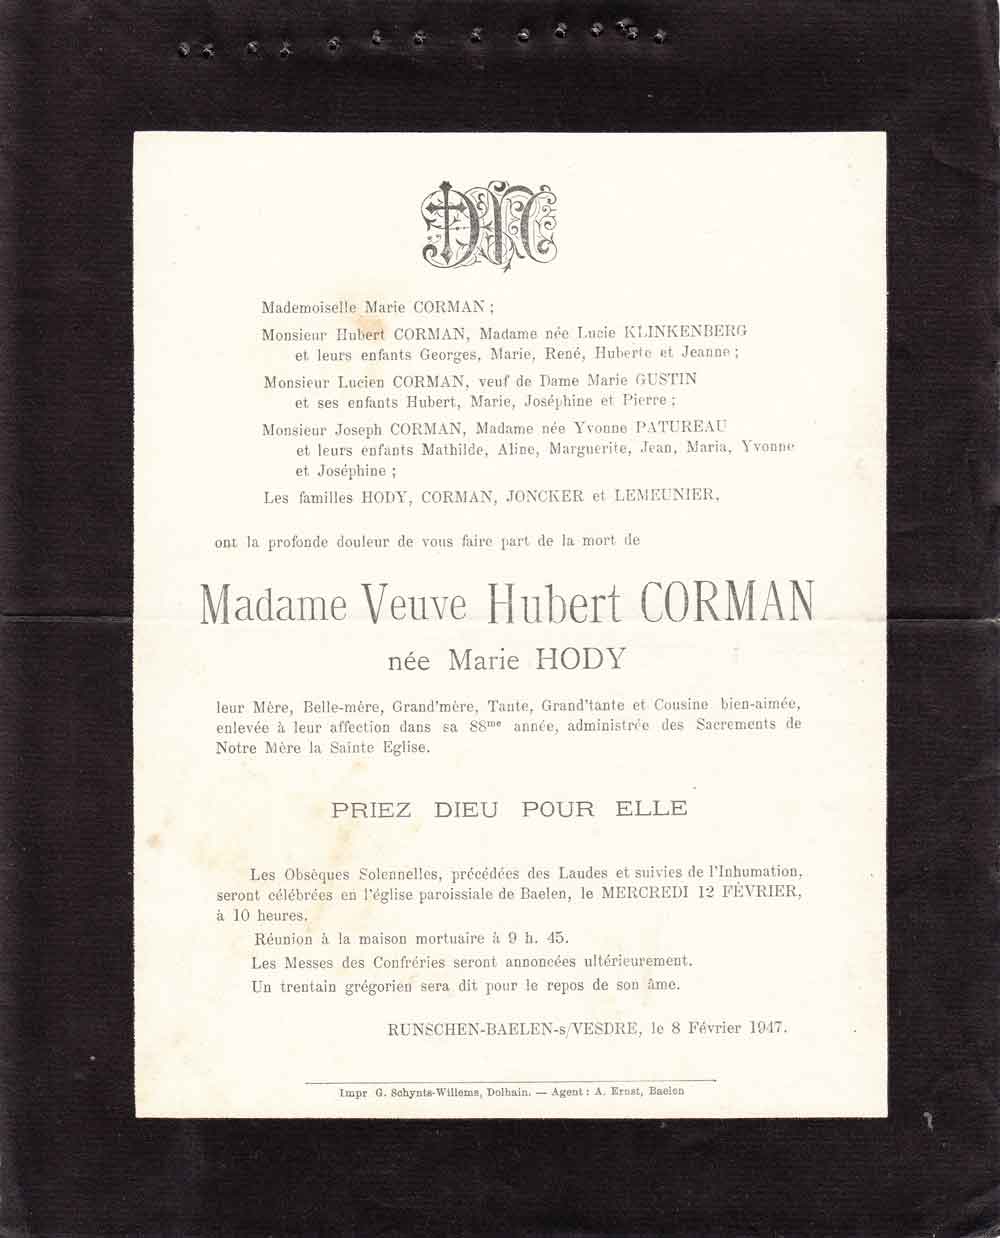 DM
Mademoiselle Marie CORMAN ;
Monsieur Hubert CORMAN, Madame née Lucie KLINKENBERG
et leurs enfants Georges, Marie, René, Huberte et Jeanne ;
Monsieur Lucien CORMAN, veuf de Dame Marie GUSTIN
et ses enfants Hubert, Marie, Joséphine et Pierre ;
Monsieur Joseph CORMAN, Madame née Yvonne PATUREAU
et leurs enfants Mathilde, Aline, Marguerite, Jean, Maria, Yvonne
et Joséphine ;
Les familles HODY, CORMAN, JONCKER et LEMEUNIER,
ont la profonde douleur de vous faire part de la mort de
Madame Veuve Hubert CORMAN
née Marie HODY
leur Mère, Belle-mère, Grand'mère, Tante, Grand'tante et Cousine bien-aimée,
enlevée à leur affection dans sa 88me année, administrée des Sacrements de
Notre Mère la Sainte Eglise.
PRIEZ DIEU POUR ELLE
Les Obsèques Solennelles, précédées des Laudes et suivies de l'Inhumation,
seront célébrées en l'église paroissiale de Baelen, le MERCREDI 12 FÉVRIER,
à 10 heures.
Réunion à la maison mortuaire à 9 h. 45.
Les Messes des Confréries seront annoncées ultérieurement.
Un trentain grégorien sera dit pour le repos de son âme.
RUNSCHEN-BAELEN-s/VESDRE, le 8 Février 1947.
Impr G. Schynts-Willems, Dolhain. — Agent : A. Ernst, Baelen